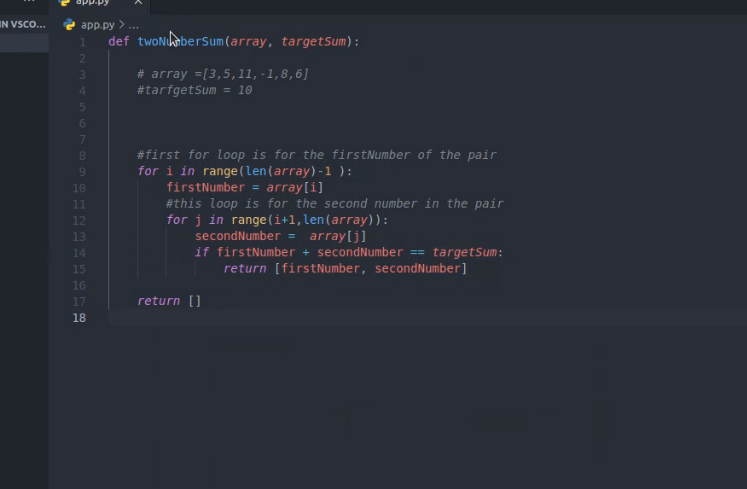 app.py
IN VSCO...
app.py > ...
1 def twoNumberSum(array, targetSum):
2
3 # array =[3,5,11,-1,8,6]
4 #tarfgetSum = 10
5
6
7
8 #first for loop is for the firstNumber of the pair
9 for i in range(len(array)-1 ):
10 firstNumber = array[i]
11 #this loop is for the second number in the pair
12 for j in range(i+1,len(array)):
13 secondNumber =  array[j]
14 if firstNumber + secondNumber == targetSum:
15 return [firstNumber, secondNumber]
16
17 return []
18